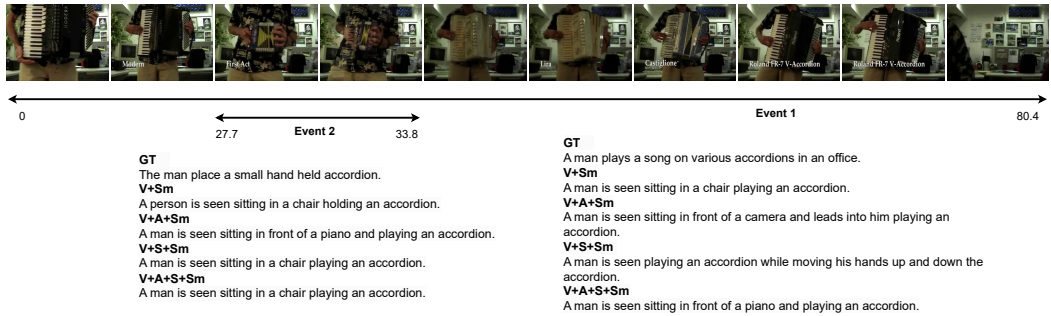 Modern
First Act
Lira
Castiglione
Roland FR-7 V-Accordion
Roland FR-7 V-Accordion
0
27.7
Event 2
33.8
Event 1
80.4
GT
The man place a small hand held accordion.
V+Sm
A person is seen sitting in a chair holding an accordion.
V+A+Sm
A man is seen sitting in front of a piano and playing an accordion.
V+S+Sm
A man is seen sitting in a chair playing an accordion.
V+A+S+Sm
A man is seen sitting in a chair playing an accordion.
GT
A man plays a song on various accordions in an office.
V+Sm
A man is seen sitting in a chair playing an accordion.
V+A+Sm
A man is seen sitting in front of a camera and leads into him playing an
accordion.
V+S+Sm
A man is seen playing an accordion while moving his hands up and down the
accordion.
V+A+S+Sm
A man is seen sitting in front of a piano and playing an accordion.